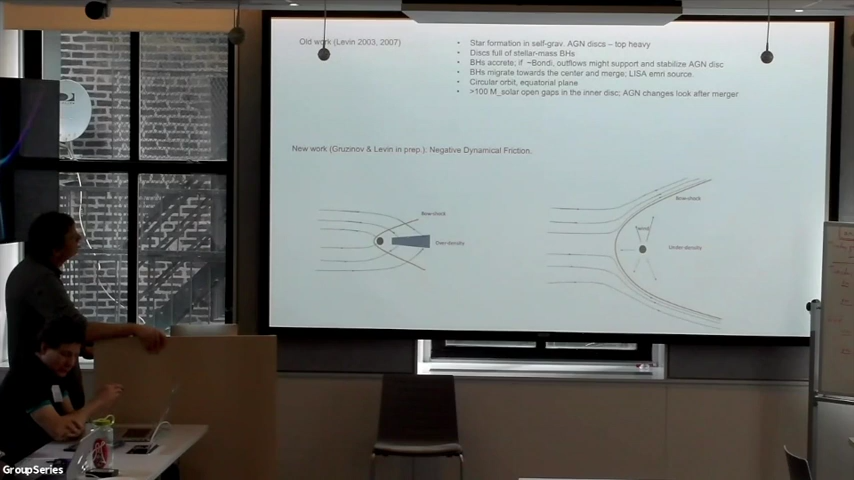 Old work (Levin 2003, 2007)
• Star formation in self-grav. AGN discs – top heavy
• Discs full of stellar-mass BHs
• BHs accrete; if ~Bondi, outflows might support and stabilize AGN disc
• BHs migrate towards the center and merge; LISA emri source.
• Circular orbit, equatorial plane
• >100 M_solar open gaps in the inner disc; AGN changes look after merger
New work (Gruzinov & Levin in prep.): Negative Dynamical Friction.
Bow-shock
Over-density
Bow-shock
Under-density
GroupSeries